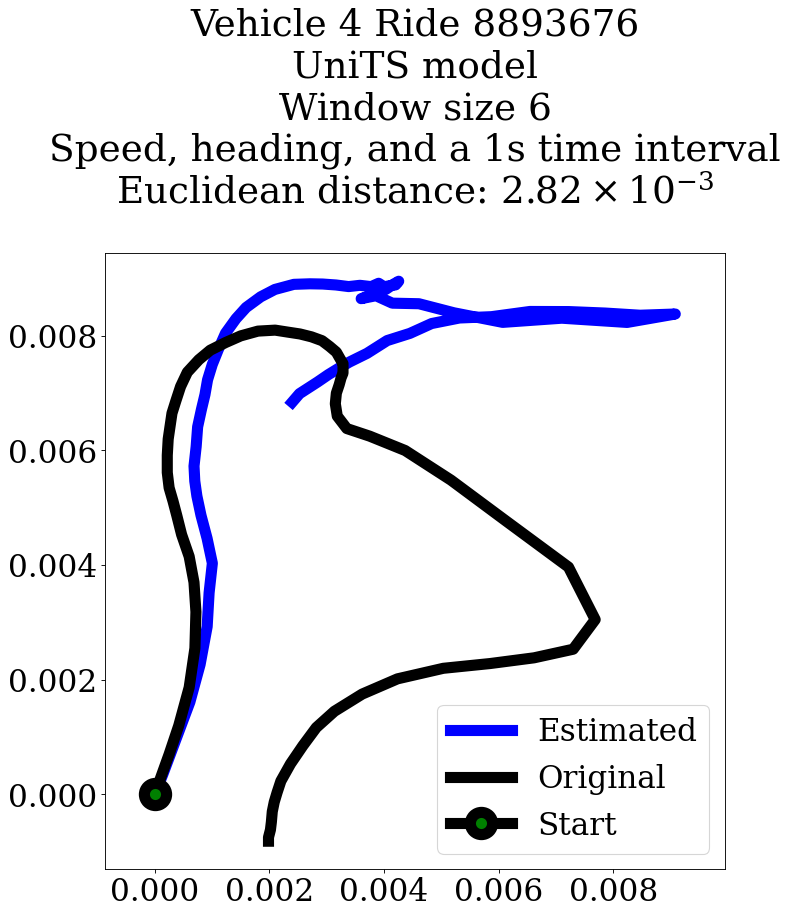 Vehicle 4 Ride 8893676
UniTS model
Window size 6
Speed, heading, and a 1s time interval
Euclidean distance: 2.82 × 10⁻³
0.008
0.006
0.004
0.002
0.000
Estimated
Original
Start
0.000 0.002 0.004 0.006 0.008